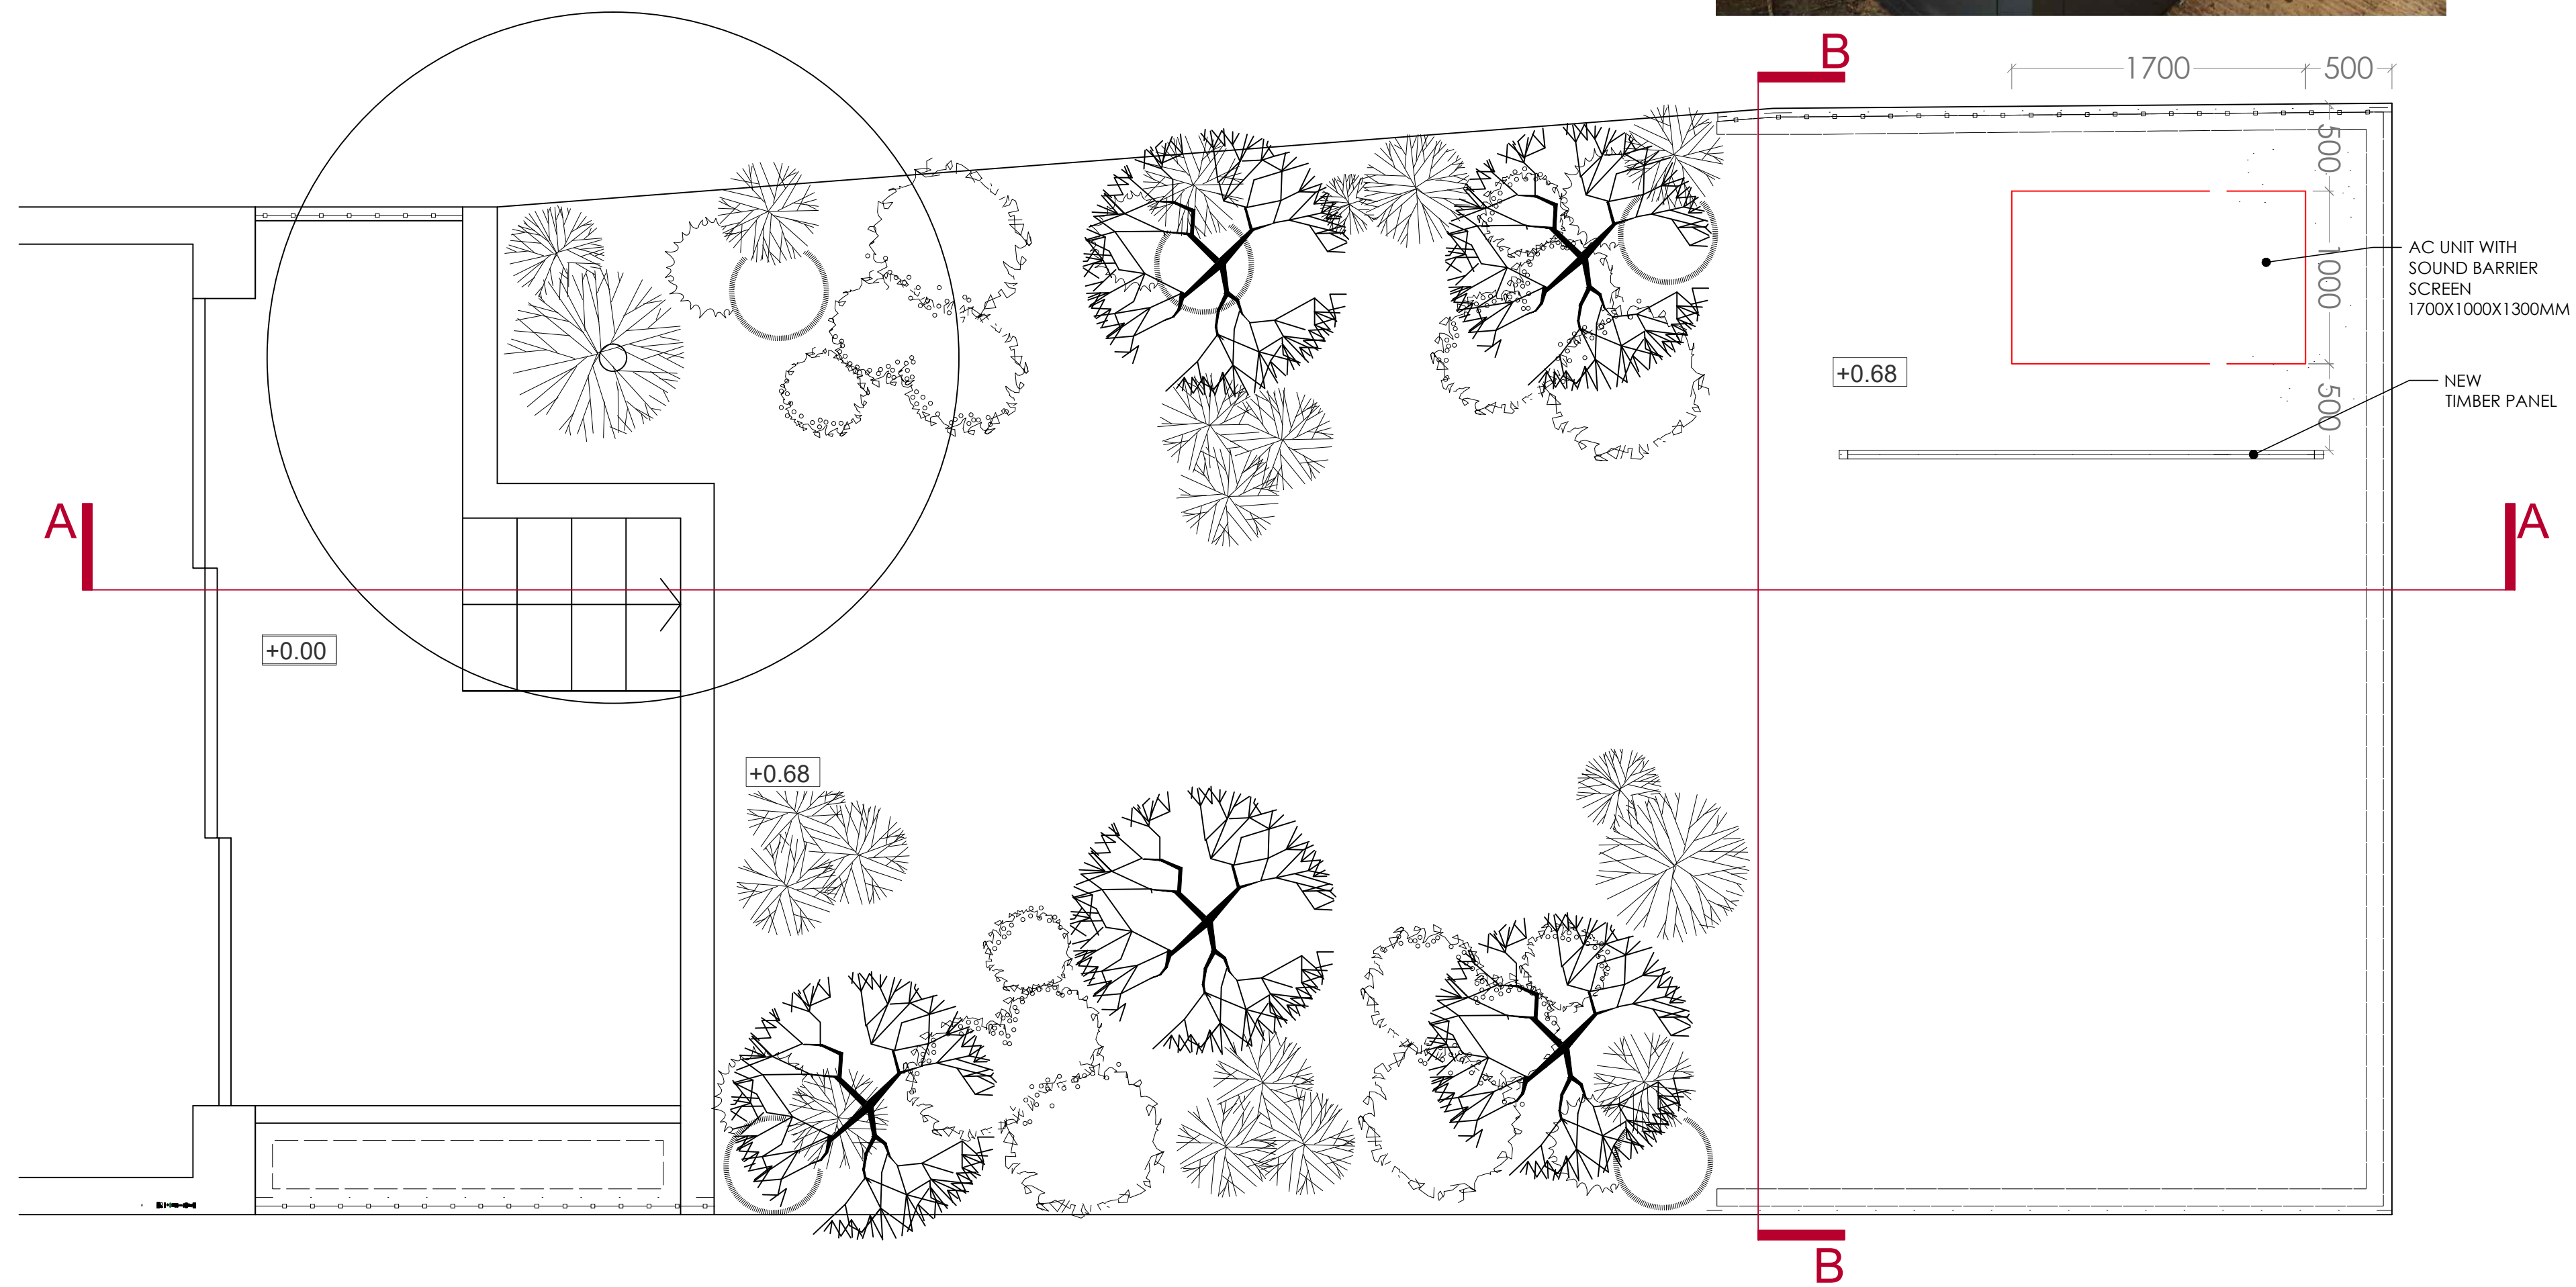 B
1700
500
500
AC UNIT WITH
SOUND BARRIER
SCREEN
1700X1000X1300MM
1000
+0.68
NEW
TIMBER PANEL
500
A
A
+0.00
+0.68
B